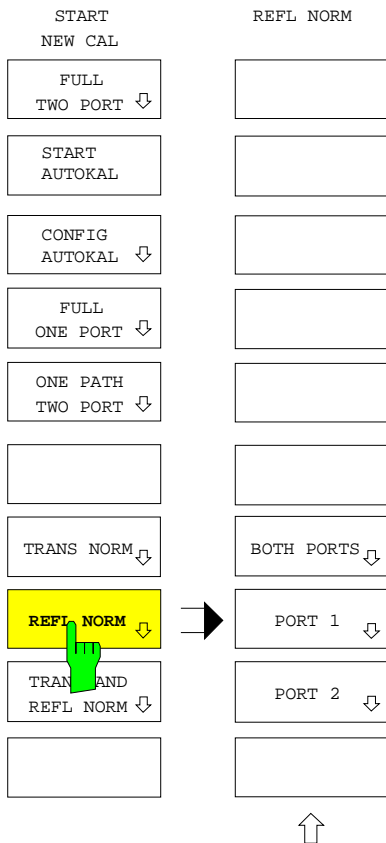 START
NEW CAL
FULL
TWO PORT
START
AUTOKAL
CONFIG
AUTOKAL
FULL
ONE PORT
ONE PATH
TWO PORT
TRANS NORM
REFL NORM
TRANS AND
REFL NORM
REFL NORM
BOTH PORTS
PORT 1
PORT 2